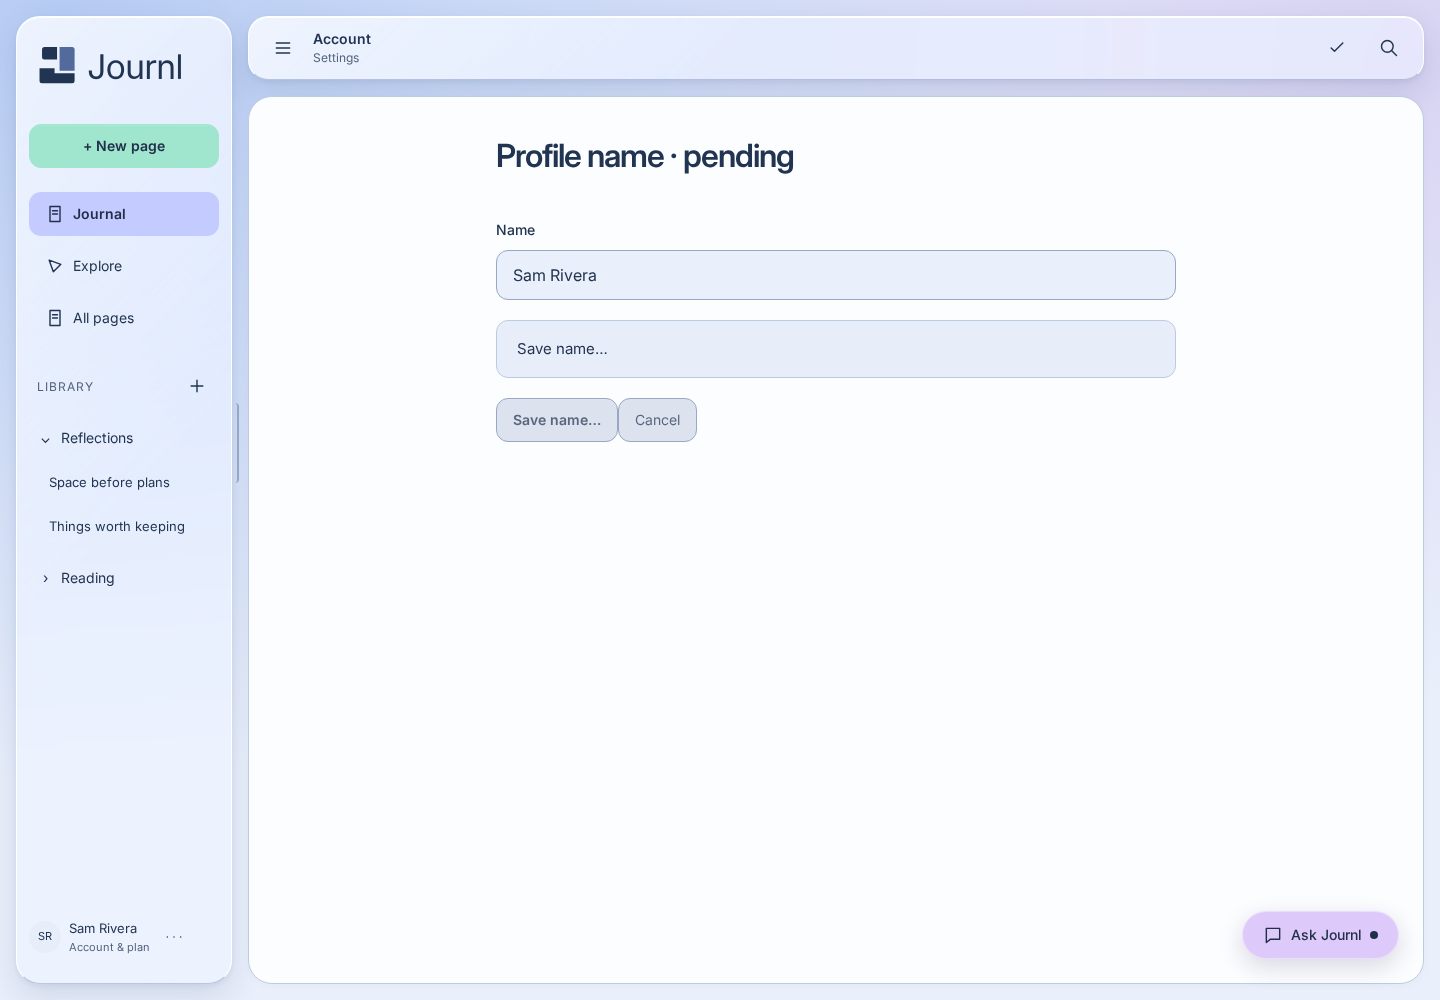 Journl
+ New page
Journal
Explore
All pages
LIBRARY
Reflections
Space before plans
Things worth keeping
Reading
SR
Sam Rivera
Account & plan
Account
Settings
Profile name · pending
Name
Sam Rivera
Save name...
Save name...
Cancel
Ask Journl